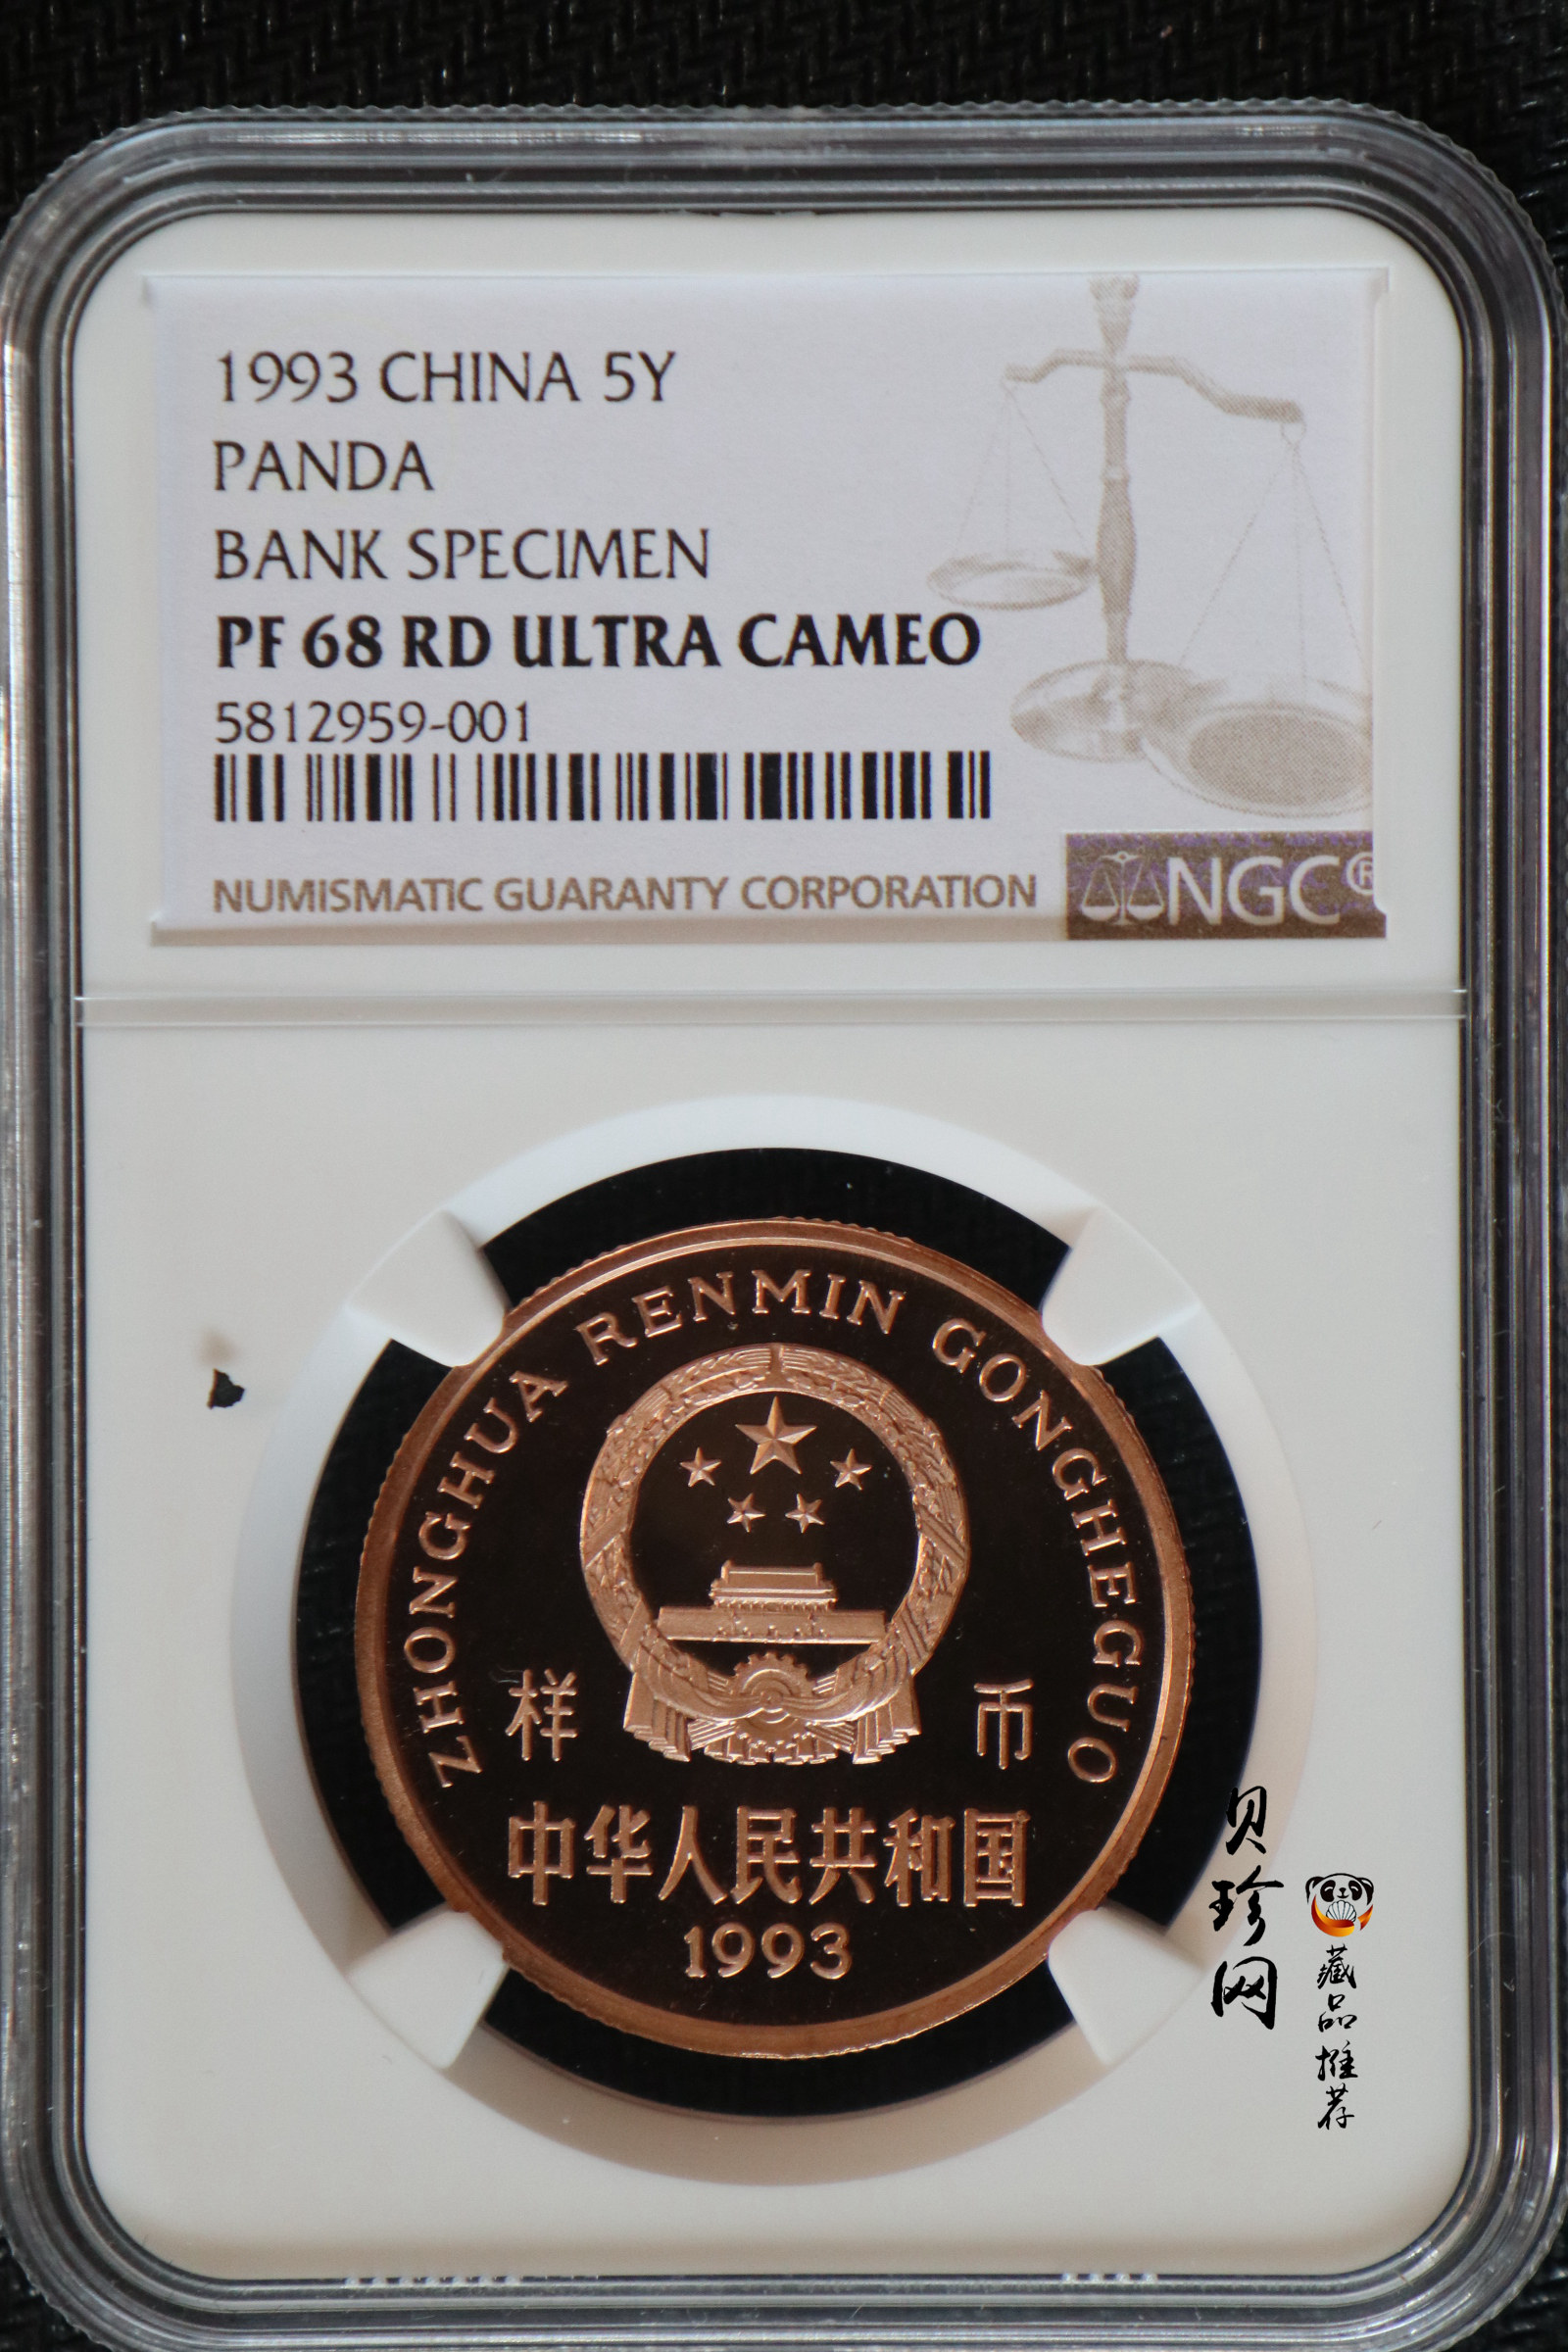 1993 CHINA 5Y
PANDA
BANK SPECIMEN
PF 68 RD ULTRA CAMEO
5812959-001
NUMISMATIC GUARANTY CORPORATION
NGC®
ZHONGHUA RENMIN GONGHEGUO
样 币
中华人民共和国
1993
贝珍网
藏品推荐